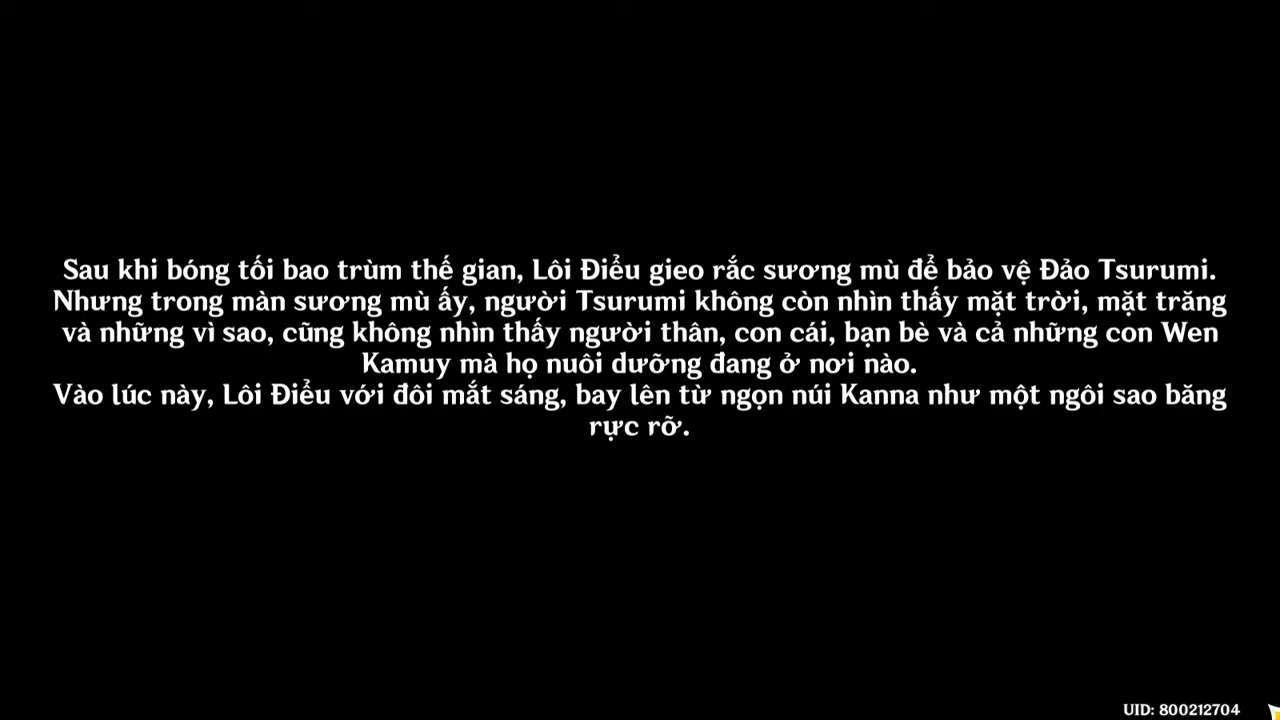 Sau khi bóng tối bao trùm thế gian, Lôi Điểu gieo rắc sương mù để bảo vệ Đảo Tsurumi.
Nhưng trong màn sương mù ấy, người Tsurumi không còn nhìn thấy mặt trời, mặt trăng
và những vì sao, cũng không nhìn thấy người thân, con cái, bạn bè và cả những con Wen
Kamuy mà họ nuôi dưỡng đang ở nơi nào.
Vào lúc này, Lôi Điểu với đôi mắt sáng, bay lên từ ngọn núi Kanna như một ngôi sao băng
rực rỡ.
UID: 800212704